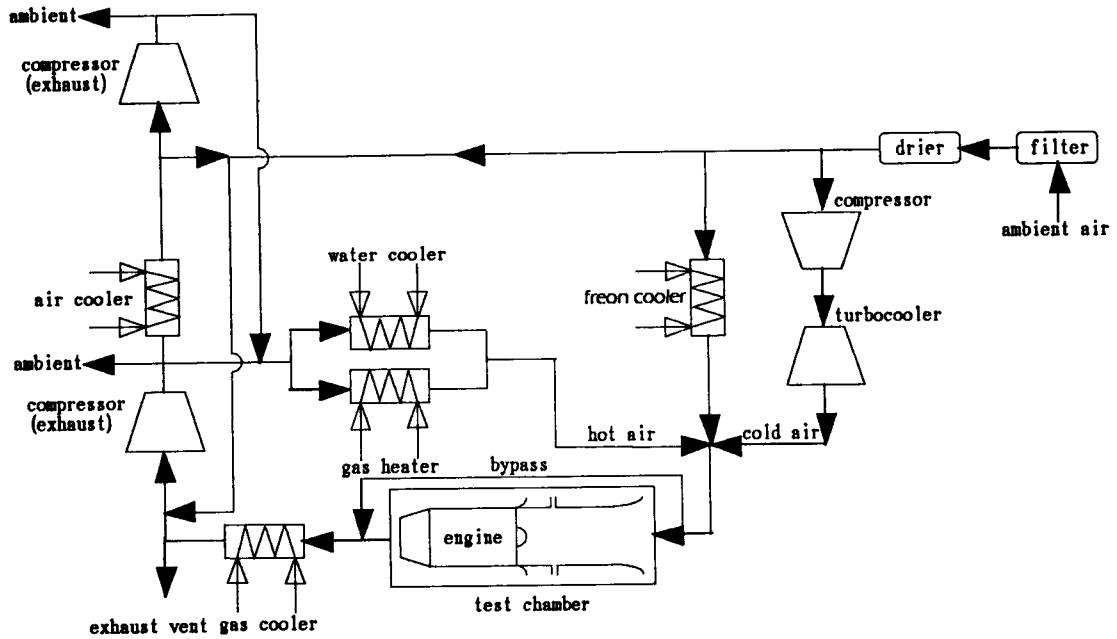 ambient
compressor
(exhaust)
drier
filter
compressor
ambient air
water cooler
air cooler
freon cooler
turbocooler
ambient
compressor
(exhaust)
hot air
cold air
gas heater
bypass
engine
test chamber
exhaust vent gas cooler